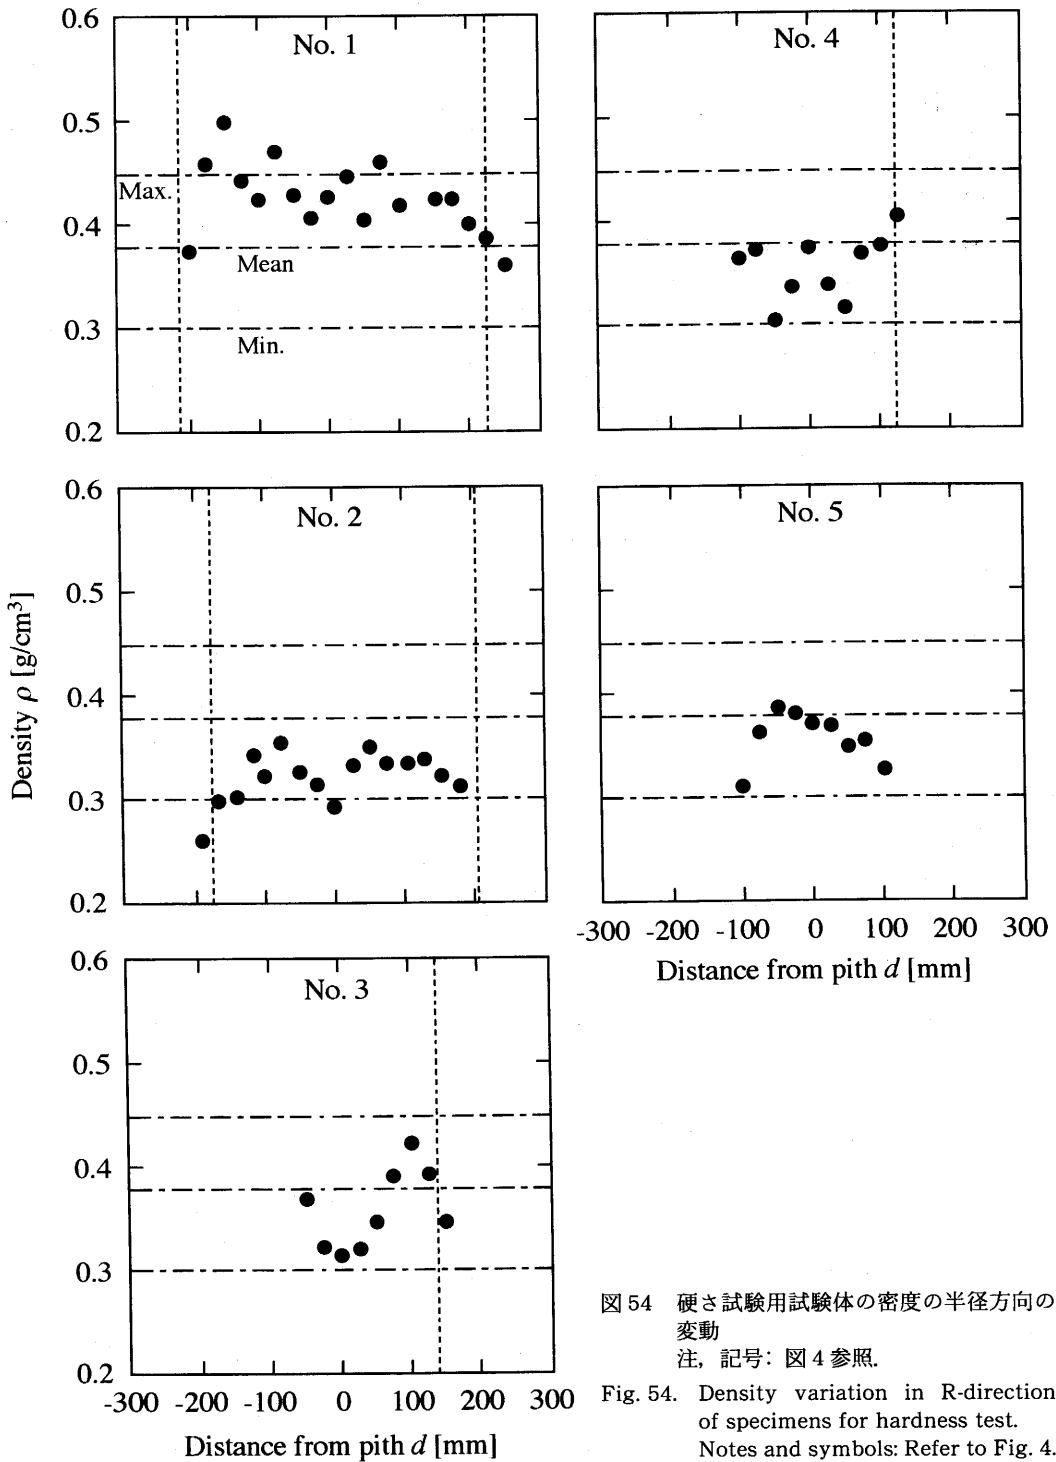 0.6
No. 1
0.5
Max.
0.4
Mean
0.3
Min.
0.2
No. 4
0.6
No. 2
0.5
0.4
0.3
0.2
Density ρ [g/cm³]
No. 5
-300 -200 -100 0 100 200 300
Distance from pith d [mm]
0.6
No. 3
0.5
0.4
0.3
0.2
-300 -200 -100 0 100 200 300
Distance from pith d [mm]
図 54 硬さ試験用試験体の密度の半径方向の
変動
注，記号：図 4 参照.
Fig. 54. Density variation in R-direction
of specimens for hardness test.
Notes and symbols: Refer to Fig. 4.